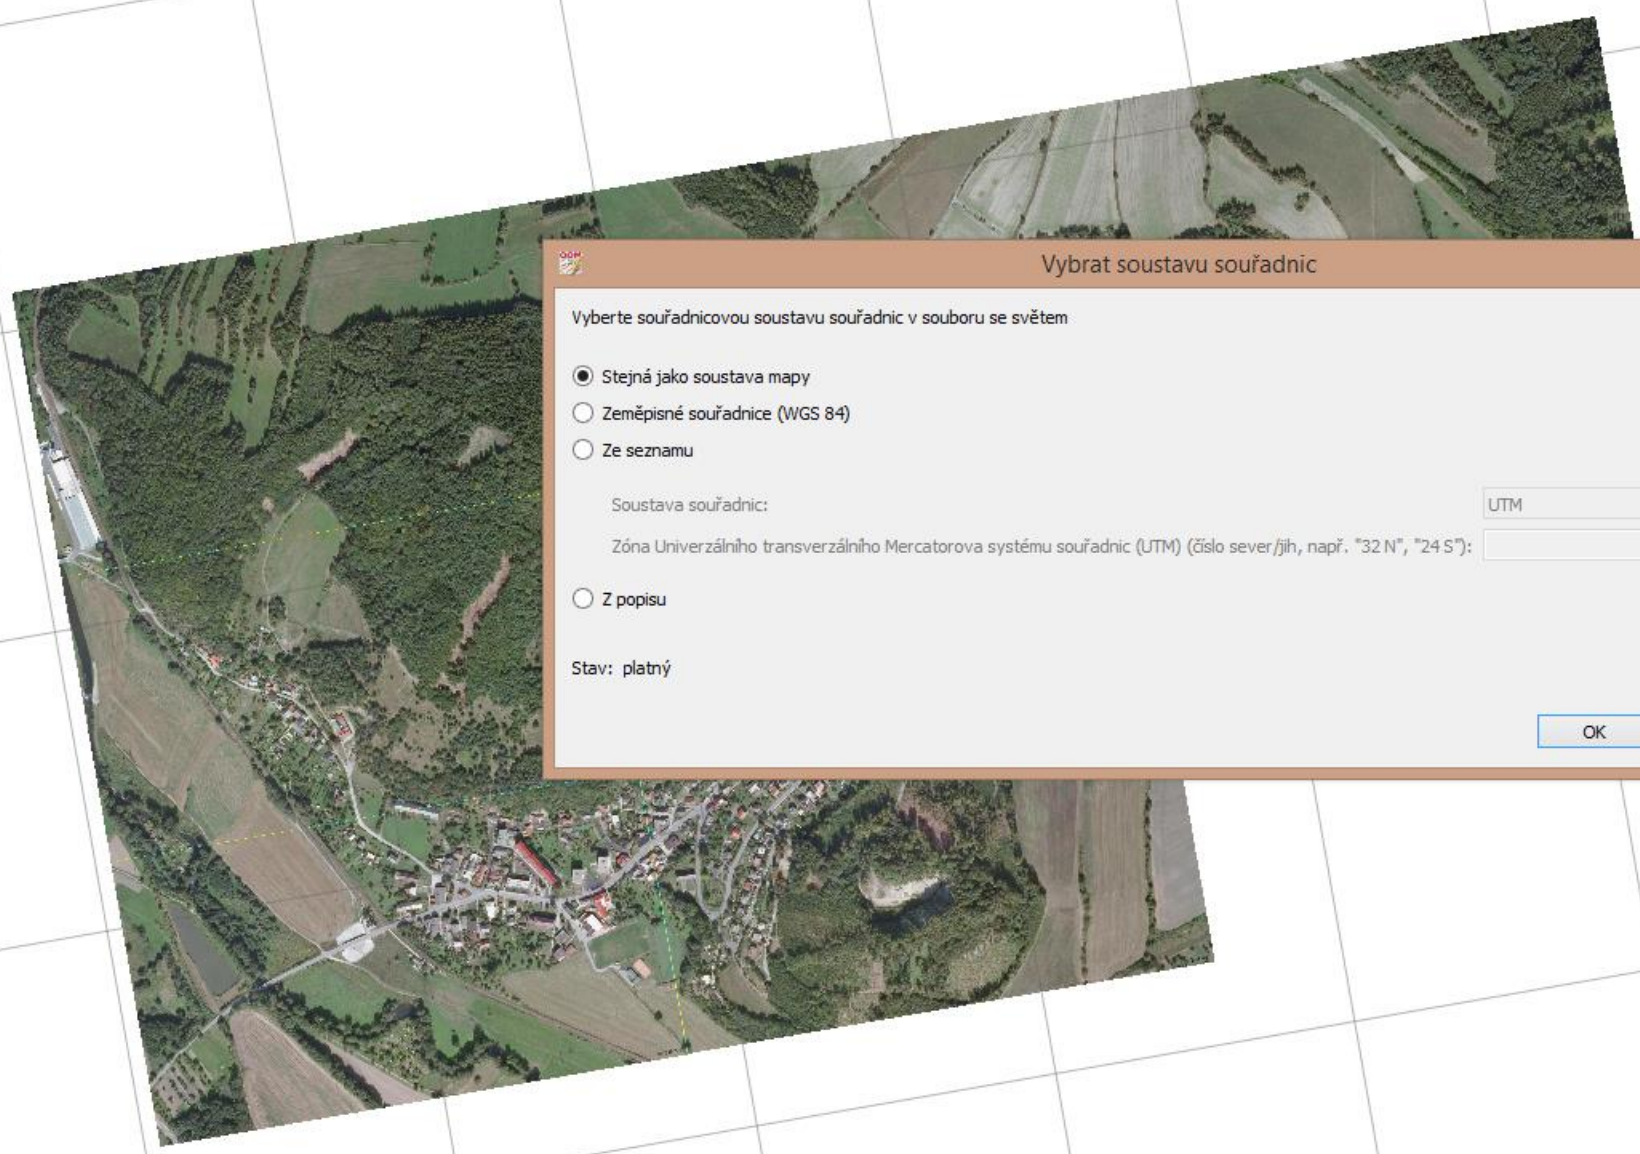 OOM
Vybrat soustavu souřadnic
Vyberte souřadnicovou soustavu souřadnic v souboru se světem
Stejná jako soustava mapy
Zeměpisné souřadnice (WGS 84)
Ze seznamu
Soustava souřadnic: UTM
Zóna Univerzálního transverzálního Mercatorova systému souřadnic (UTM) (číslo sever/jih, např. "32 N", "24 S"):
Z popisu
Stav: platný
OK